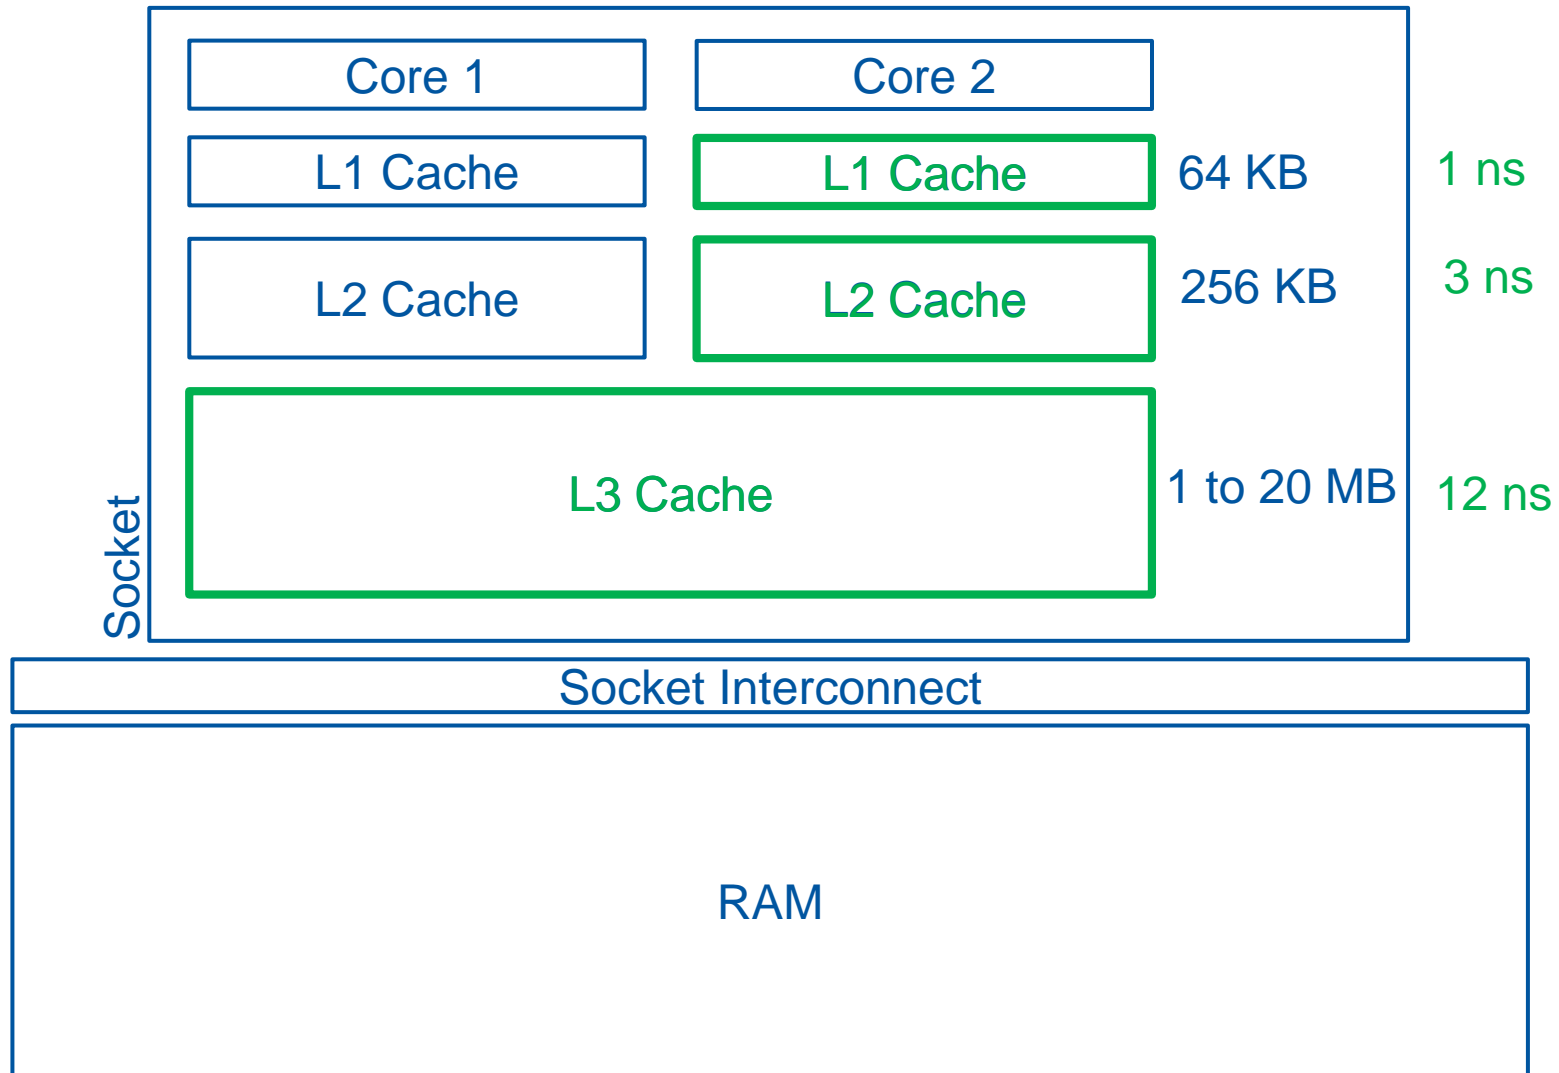 Core 1
Core 2
L1 Cache
L1 Cache
64 KB
1 ns
L2 Cache
L2 Cache
256 KB
3 ns
L3 Cache
1 to 20 MB
12 ns
Socket
Socket Interconnect
RAM